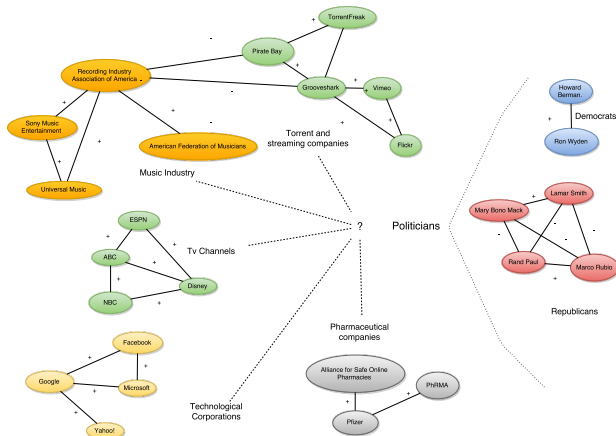 TorrentFreak
+
-
Pirate Bay
Howard
Berman.
Recording Industry
Association of America
-
+
+
Grooveshark
+
Vimeo
+
Democrats
+
-
Sony Music
Entertainment
+
+
-
+
+
Ron Wyden
American Federation of Musicians
Torrent and
streaming companies
Flickr
+
Music Industry
Universal Music
Lamar Smith
+
Mary Bono Mack
ESPN
?
Politicians
-
-
-
-
+
+
Tv Channels
ABC
+
Rand Paul
Marco Rubio
+
+
Disney
NBC
+
Republicans
Pharmaceutical
companies
Facebook
+
+
Alliance for Safe Online
Pharmacies
PhRMA
Google
+
Microsoft
+
+
Technological
Corporations
+
Yahoo!
Pfizer